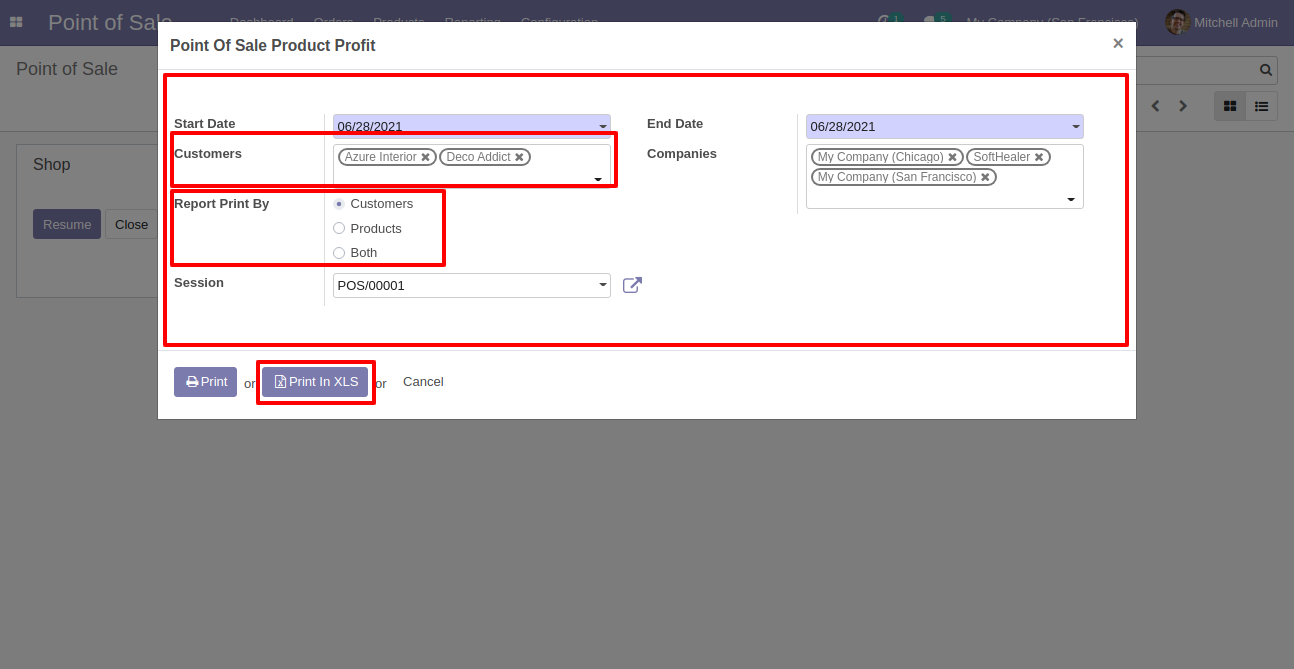 Point of Sale Dashboard Orders Products Reporting Configuration 1 5 My Company (San Francisco) Mitchell Admin
Point Of Sale Product Profit ×
Point of Sale
Start Date 06/28/2021 End Date 06/28/2021
Customers Azure Interior Deco Addict Companies My Company (Chicago) SoftHealer
My Company (San Francisco)
Shop
Report Print By Customers
Products
Both
Resume Close
Session POS/00001
Print or Print In XLS or Cancel